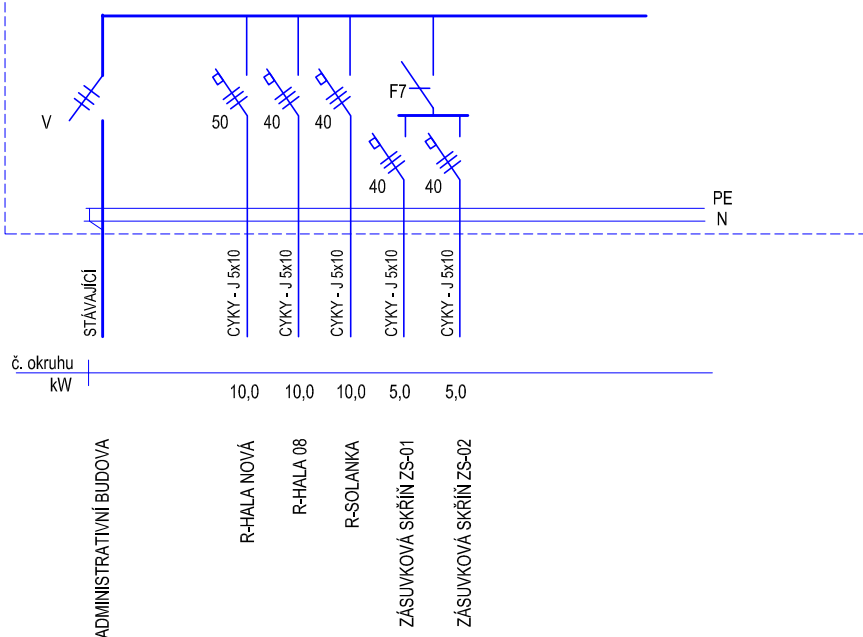 F7
V
50
40
40
40
40
PE
N
STÁVAJÍCÍ
CYKY - J 5x10
CYKY - J 5x10
CYKY - J 5x10
CYKY - J 5x10
CYKY - J 5x10
č. okruhu
kW
10,0
10,0
10,0
5,0
5,0
ADMINISTRATIVNÍ BUDOVA
R-HALA NOVÁ
R-HALA 08
R-SOLANKA
ZÁSUVKOVÁ SKŘÍŇ ZS-01
ZÁSUVKOVÁ SKŘÍŇ ZS-02